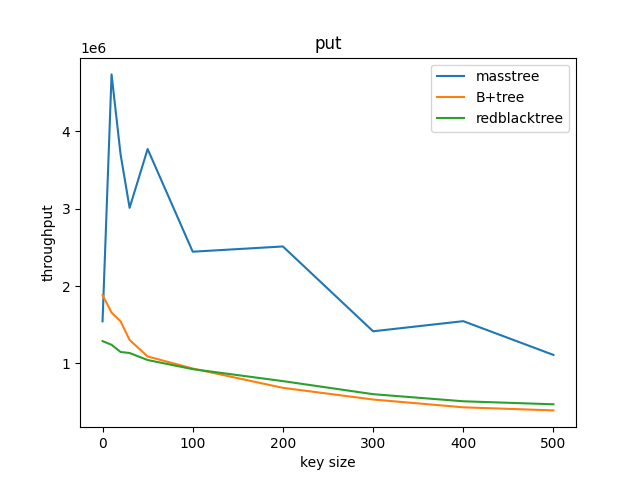 put
1e6
masstree
B+tree
redblacktree
4
3
2
1
throughput
0 100 200 300 400 500
key size